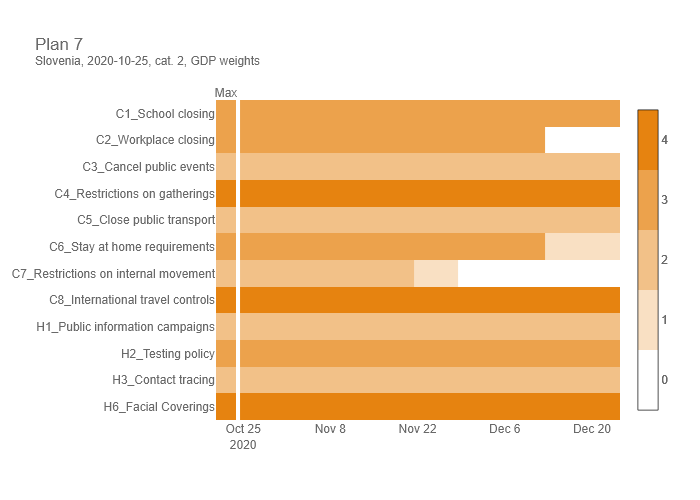 Plan 7
Slovenia, 2020-10-25, cat. 2, GDP weights
Max
C1_School closing
C2_Workplace closing
C3_Cancel public events
C4_Restrictions on gatherings
C5_Close public transport
C6_Stay at home requirements
C7_Restrictions on internal movement
C8_International travel controls
H1_Public information campaigns
H2_Testing policy
H3_Contact tracing
H6_Facial Coverings
Oct 25 Nov 8 Nov 22 Dec 6 Dec 20
2020
4
3
2
1
0